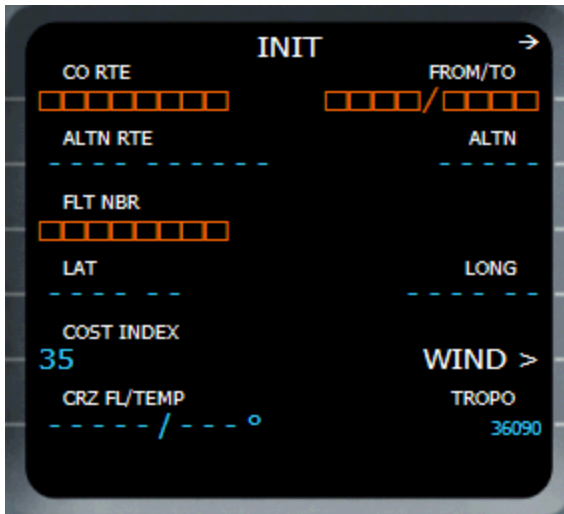 INIT →
CO RTE FROM/TO
□□□□□□□□ □□□□/□□□□
ALTN RTE ALTN
- - - - - - - - - - - - - - -
FLT NBR
□□□□□□□□
LAT LONG
- - - - - - - - - - - -
COST INDEX
35 WIND >
CRZ FL/TEMP TROPO
- - - - - / - - - ° 36090